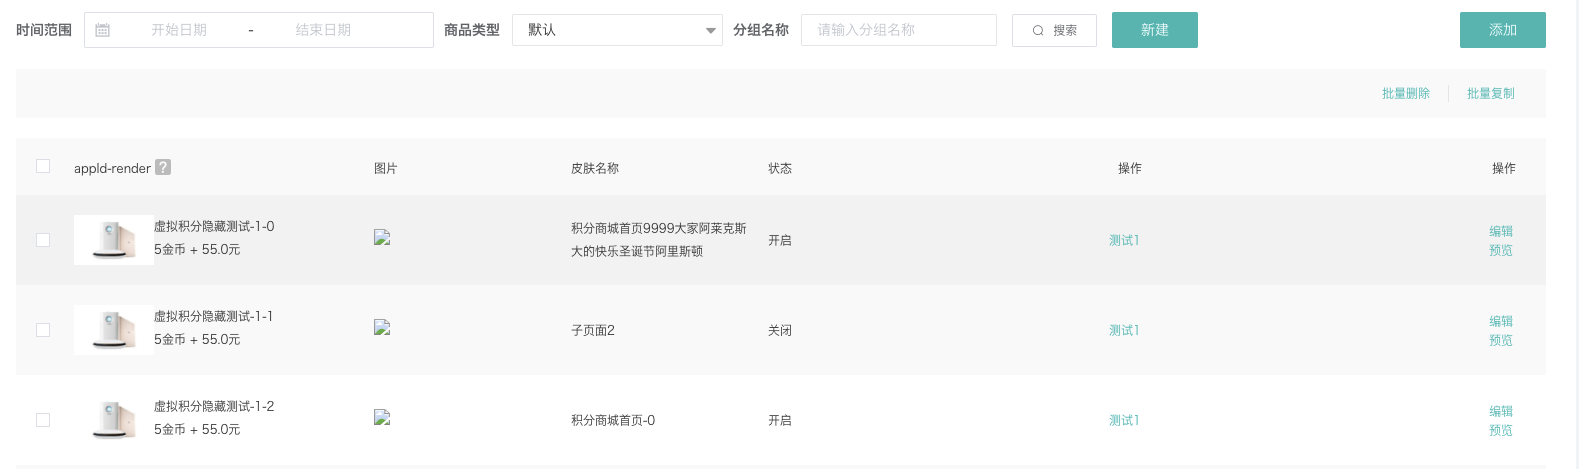 时间范围 开始日期 - 结束日期 商品类型 默认 分组名称 请输入分组名称 搜索 新建 添加
批量删除 批量复制
appId-render ? 图片 皮肤名称 状态 操作 操作
虚拟积分隐藏测试-1-0
5金币 + 55.0元
积分商城首页9999大家阿莱克斯
大的快乐圣诞节阿里斯顿
开启
测试1
编辑
预览
虚拟积分隐藏测试-1-1
5金币 + 55.0元
子页面2
关闭
测试1
编辑
预览
虚拟积分隐藏测试-1-2
5金币 + 55.0元
积分商城首页-0
开启
测试1
编辑
预览